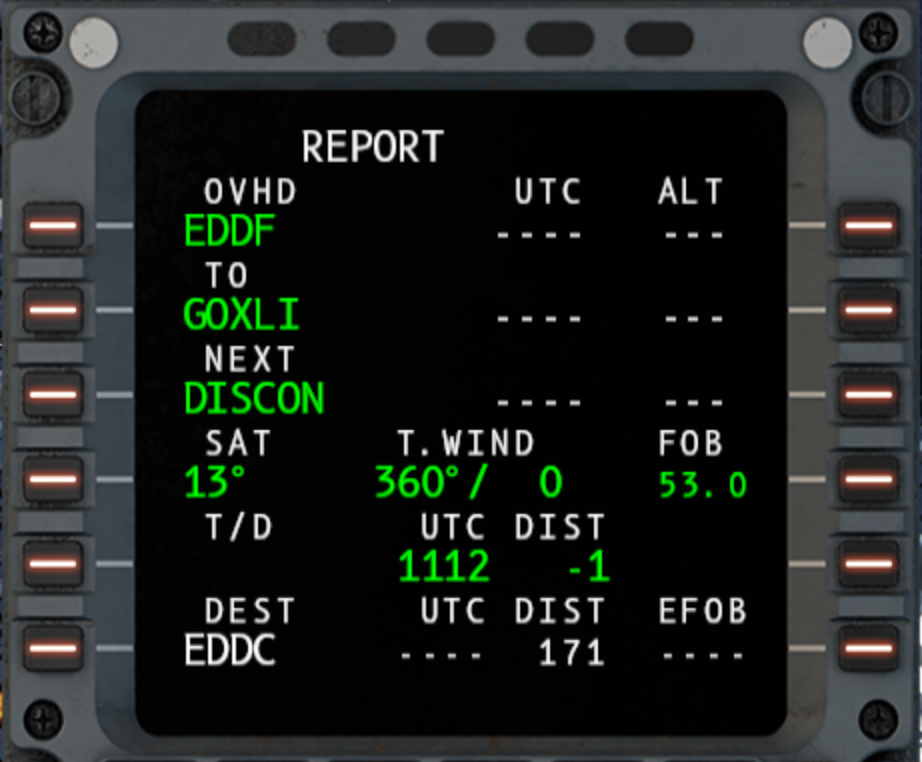 REPORT
OVHD UTC ALT
EDDF ---- ---
TO
GOXLI ---- ---
NEXT
DISCON ---- ---
SAT T.WIND FOB
13° 360°/ 0 53.0
T/D UTC DIST
1112 -1
DEST UTC DIST EFOB
EDDC ---- 171 ----